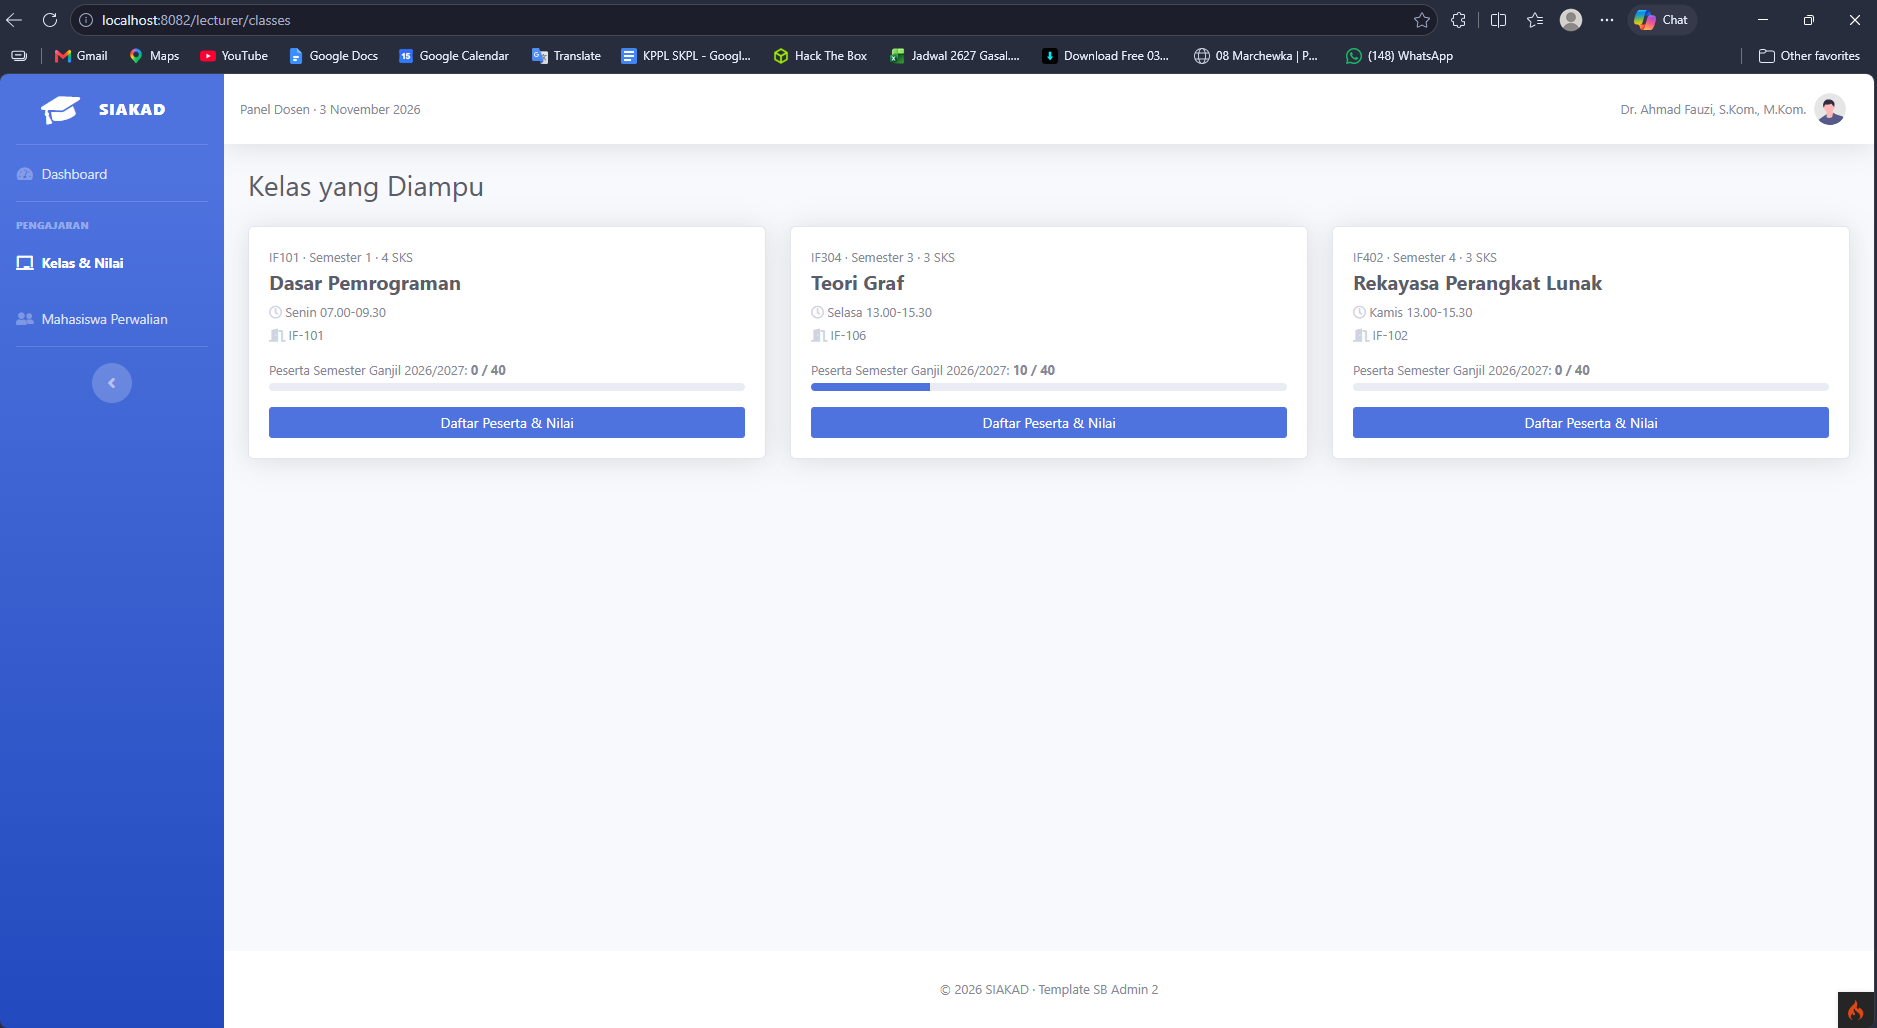 localhost:8082/lecturer/classes
Chat
Gmail
Maps
YouTube
Google Docs
15
Google Calendar
Translate
KPPL SKPL - Googl...
Hack The Box
Jadwal 2627 Gasal....
Download Free 03...
08 Marchewka | P...
(148) WhatsApp
Other favorites
SIAKAD
Dashboard
PENGAJARAN
Kelas & Nilai
Mahasiswa Perwalian
Panel Dosen · 3 November 2026
Dr. Ahmad Fauzi, S.Kom., M.Kom.
Kelas yang Diampu
IF101 · Semester 1 · 4 SKS
Dasar Pemrograman
Senin 07.00-09.30
IF-101
Peserta Semester Ganjil 2026/2027: 0 / 40
Daftar Peserta & Nilai
IF304 · Semester 3 · 3 SKS
Teori Graf
Selasa 13.00-15.30
IF-106
Peserta Semester Ganjil 2026/2027: 10 / 40
Daftar Peserta & Nilai
IF402 · Semester 4 · 3 SKS
Rekayasa Perangkat Lunak
Kamis 13.00-15.30
IF-102
Peserta Semester Ganjil 2026/2027: 0 / 40
Daftar Peserta & Nilai
© 2026 SIAKAD · Template SB Admin 2